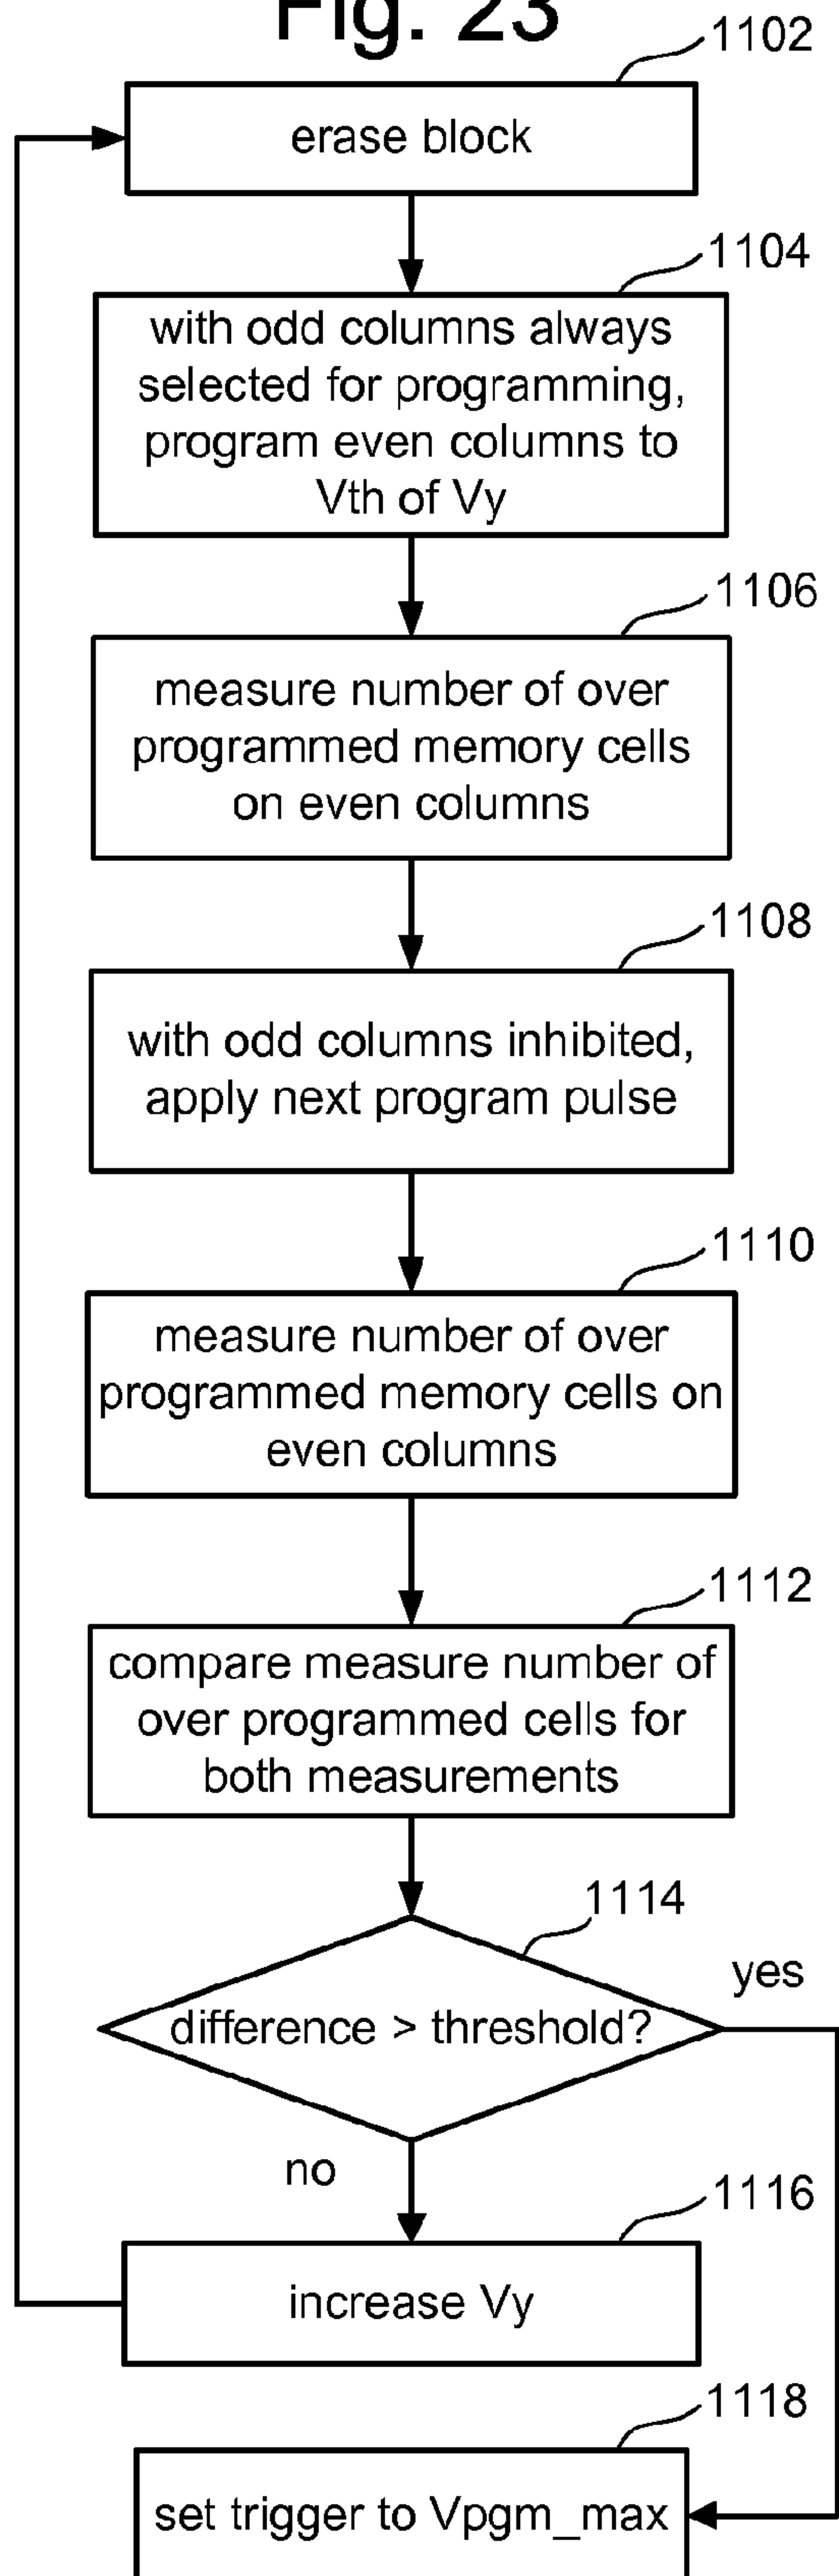 Fig. 23
1102
erase block
1104
with odd columns always
selected for programming,
program even columns to
Vth of Vy
1106
measure number of over
programmed memory cells
on even columns
1108
with odd columns inhibited,
apply next program pulse
1110
measure number of over
programmed memory cells on
even columns
1112
compare measure number of
over programmed cells for
both measurements
1114
yes
difference > threshold?
no
1116
increase Vy
1118
set trigger to Vpgm_max